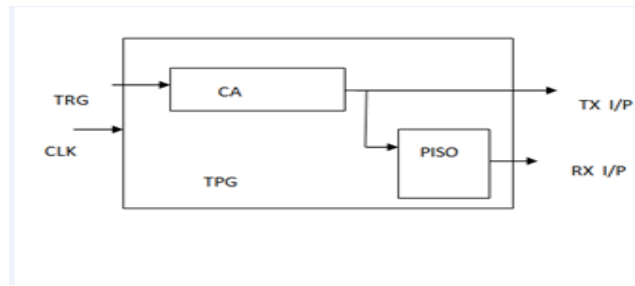 CA
TRG
TX I/P
CLK
PISO
RX I/P
TPG